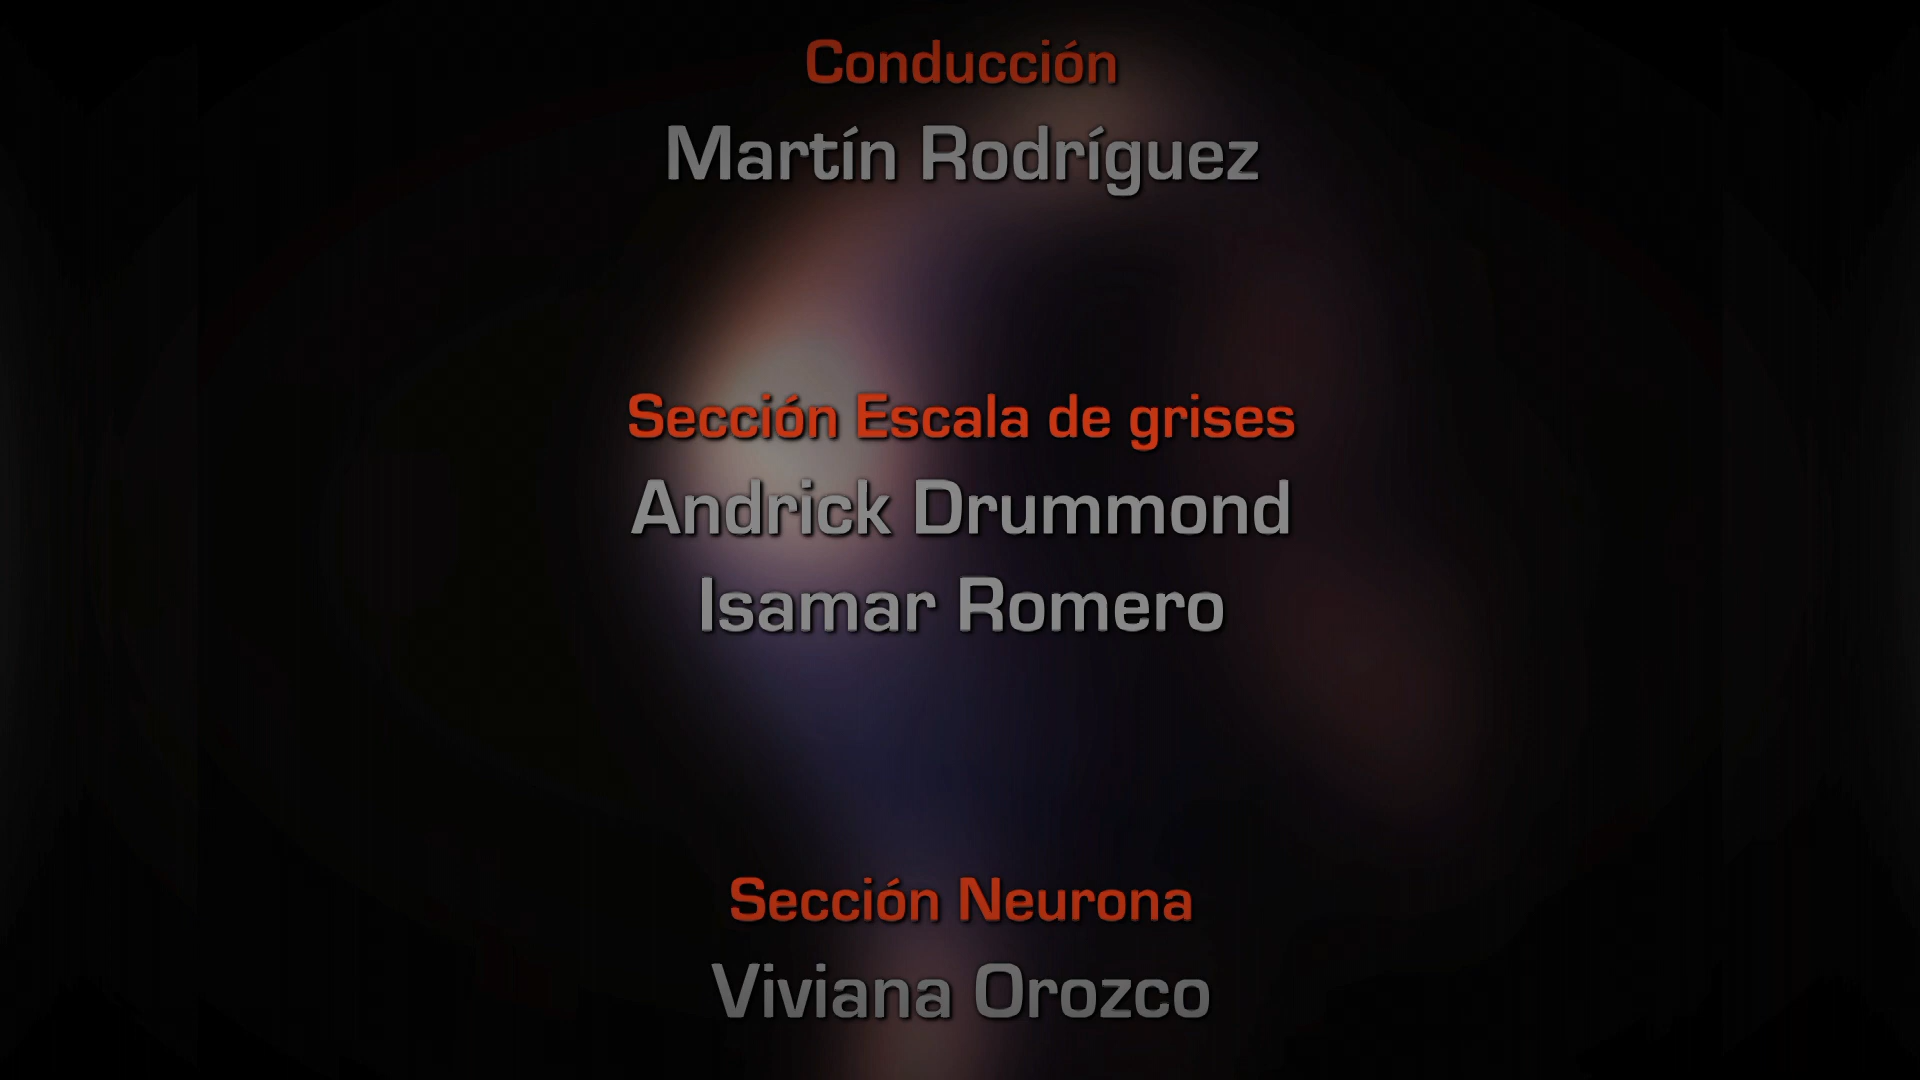 Conducción
Martín Rodríguez
Sección Escala de grises
Andrick Drummond
Isamar Romero
Sección Neurona
Viviana Orozco